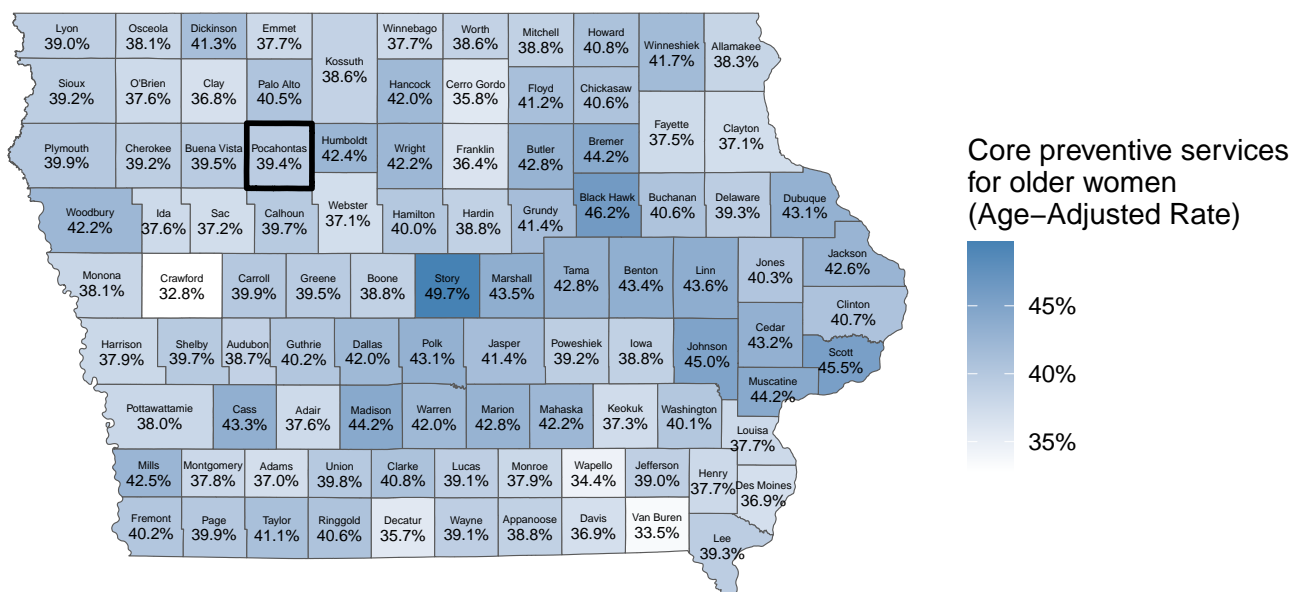 Lyon
39.0%
Osceola
38.1%
Dickinson
41.3%
Emmet
37.7%
Kossuth
38.6%
Winnebago
37.7%
Worth
38.6%
Mitchell
38.8%
Howard
40.8%
Winneshiek
41.7%
Allamakee
38.3%
Sioux
39.2%
O'Brien
37.6%
Clay
36.8%
Palo Alto
40.5%
Hancock
42.0%
Cerro Gordo
35.8%
Floyd
41.2%
Chickasaw
40.6%
Fayette
37.5%
Clayton
37.1%
Plymouth
39.9%
Cherokee
39.2%
Buena Vista
39.5%
Pocahontas
39.4%
Humboldt
42.4%
Wright
42.2%
Franklin
36.4%
Butler
42.8%
Bremer
44.2%
Woodbury
42.2%
Ida
37.6%
Sac
37.2%
Calhoun
39.7%
Webster
37.1%
Hamilton
40.0%
Hardin
38.8%
Grundy
41.4%
Black Hawk
46.2%
Buchanan
40.6%
Delaware
39.3%
Dubuque
43.1%
Monona
38.1%
Crawford
32.8%
Carroll
39.9%
Greene
39.5%
Boone
38.8%
Story
49.7%
Marshall
43.5%
Tama
42.8%
Benton
43.4%
Linn
43.6%
Jones
40.3%
Jackson
42.6%
Clinton
40.7%
Harrison
37.9%
Shelby
39.7%
Audubon
38.7%
Guthrie
40.2%
Dallas
42.0%
Polk
43.1%
Jasper
41.4%
Poweshiek
39.2%
Iowa
38.8%
Johnson
45.0%
Cedar
43.2%
Scott
45.5%
Muscatine
44.2%
Pottawattamie
38.0%
Cass
43.3%
Adair
37.6%
Madison
44.2%
Warren
42.0%
Marion
42.8%
Mahaska
42.2%
Keokuk
37.3%
Washington
40.1%
Louisa
37.7%
Mills
42.5%
Montgomery
37.8%
Adams
37.0%
Union
39.8%
Clarke
40.8%
Lucas
39.1%
Monroe
37.9%
Wapello
34.4%
Jefferson
39.0%
Henry
37.7%
Des Moines
36.9%
Fremont
40.2%
Page
39.9%
Taylor
41.1%
Ringgold
40.6%
Decatur
35.7%
Wayne
39.1%
Appanoose
38.8%
Davis
36.9%
Van Buren
33.5%
Lee
39.3%
Core preventive services
for older women
(Age−Adjusted Rate)
45%
40%
35%